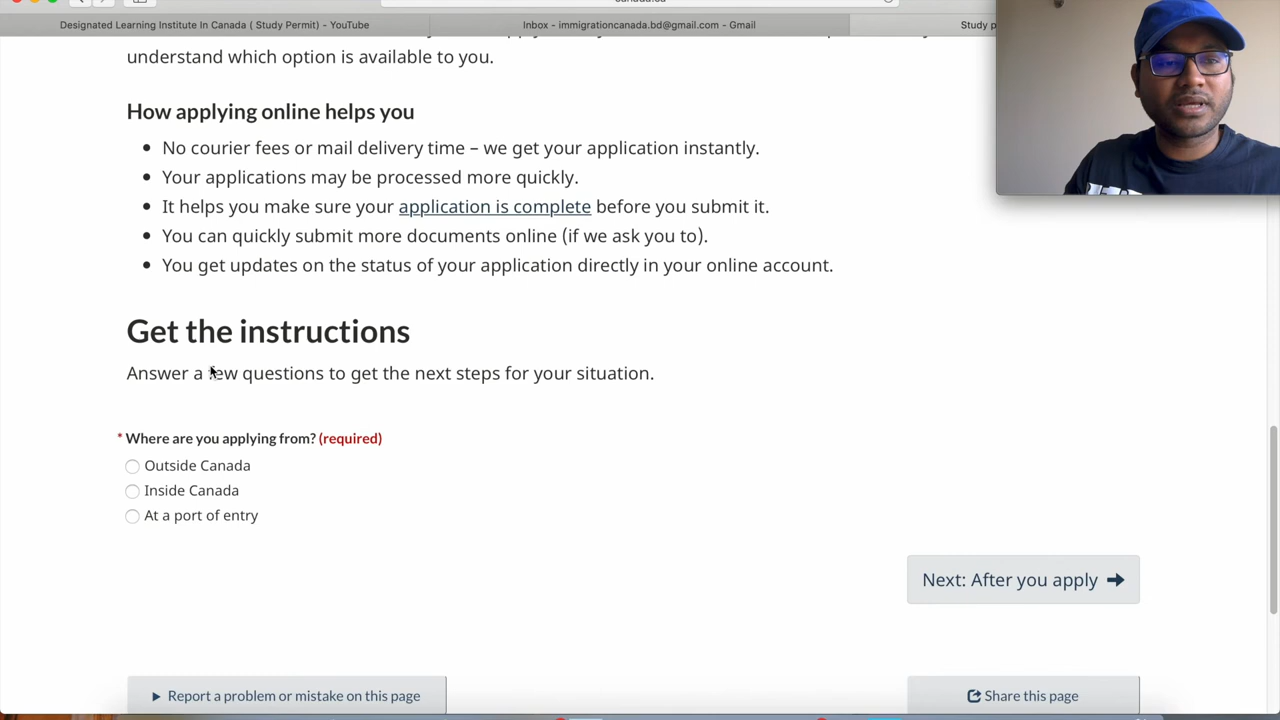 Designated Learning Institute In Canada ( Study Permit) - YouTube
Inbox - immigrationcanada.bd@gmail.com - Gmail
Study p
understand which option is available to you.
How applying online helps you
No courier fees or mail delivery time – we get your application instantly.
Your applications may be processed more quickly.
It helps you make sure your application is complete before you submit it.
You can quickly submit more documents online (if we ask you to).
You get updates on the status of your application directly in your online account.
Get the instructions
Answer a few questions to get the next steps for your situation.
* Where are you applying from? (required)
Outside Canada
Inside Canada
At a port of entry
Next: After you apply
Report a problem or mistake on this page
Share this page